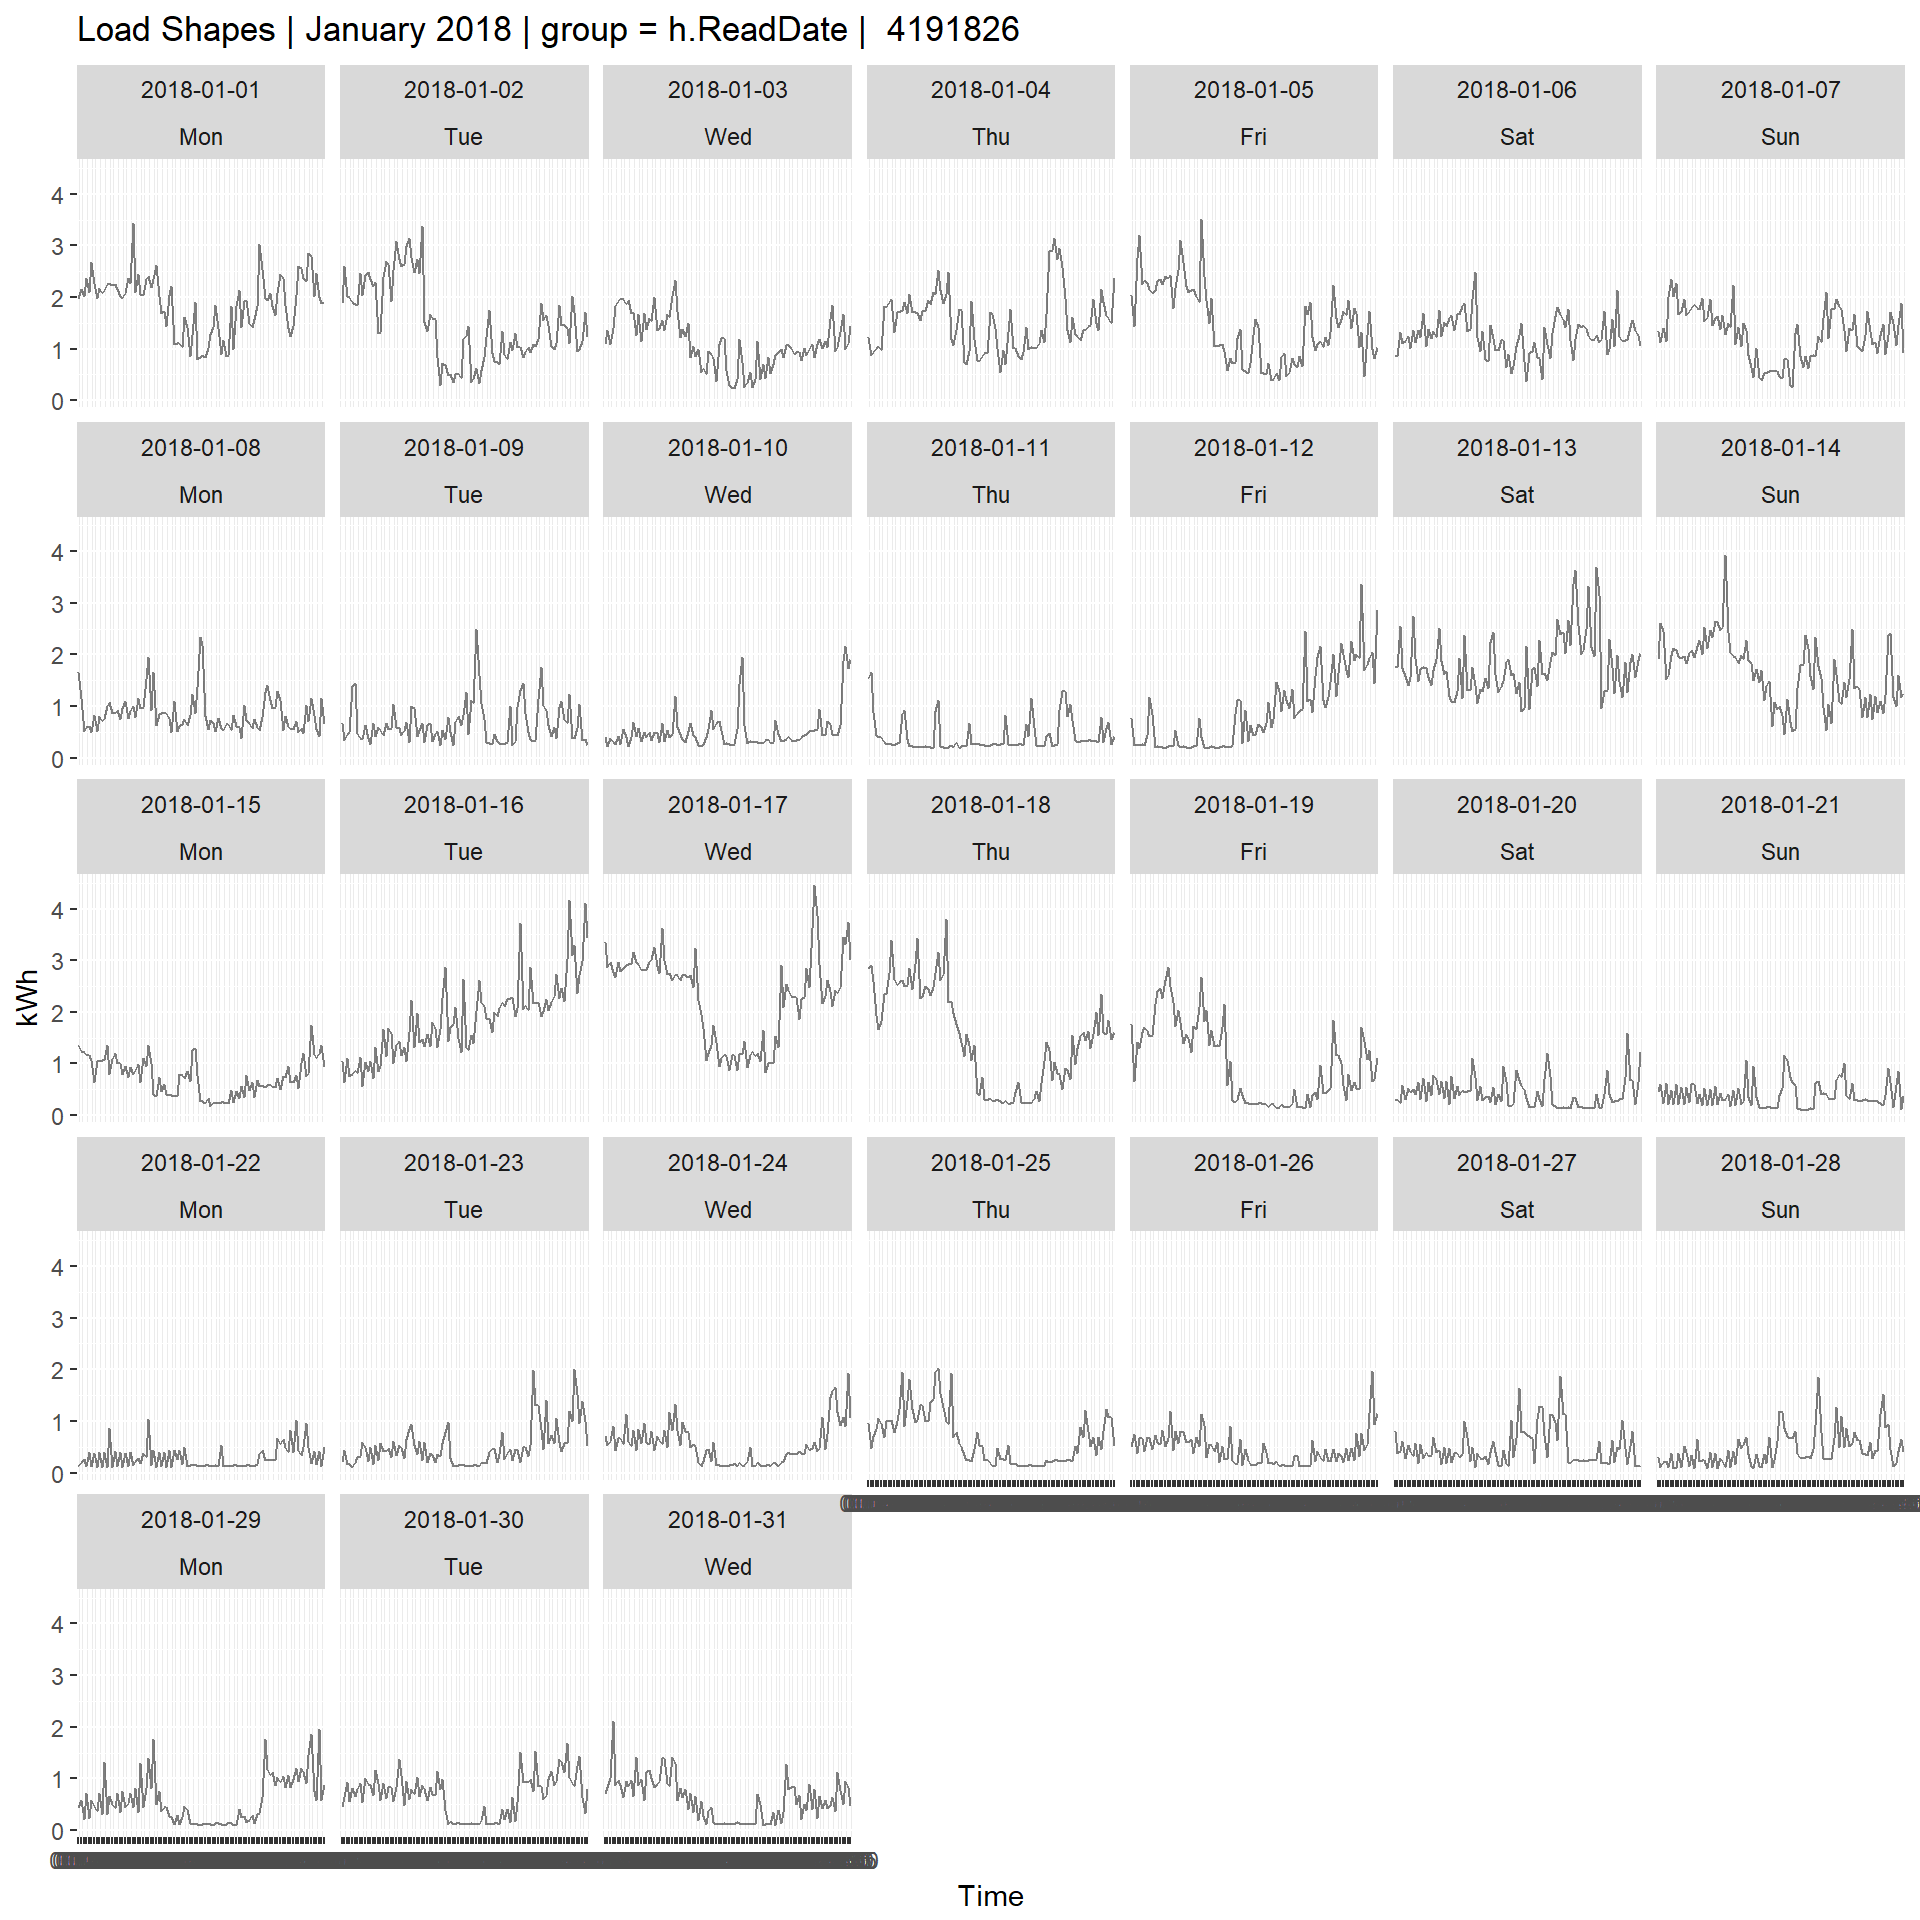 Load Shapes | January 2018 | group = h.ReadDate |  4191826
2018-01-01 2018-01-02 2018-01-03 2018-01-04 2018-01-05 2018-01-06 2018-01-07
Mon Tue Wed Thu Fri Sat Sun
4
3
2
1
0
2018-01-08 2018-01-09 2018-01-10 2018-01-11 2018-01-12 2018-01-13 2018-01-14
Mon Tue Wed Thu Fri Sat Sun
4
3
2
1
0
2018-01-15 2018-01-16 2018-01-17 2018-01-18 2018-01-19 2018-01-20 2018-01-21
Mon Tue Wed Thu Fri Sat Sun
4
3
kWh
2
1
0
2018-01-22 2018-01-23 2018-01-24 2018-01-25 2018-01-26 2018-01-27 2018-01-28
Mon Tue Wed Thu Fri Sat Sun
4
3
2
1
0
2018-01-29 2018-01-30 2018-01-31
Mon Tue Wed
4
3
2
1
0
Time